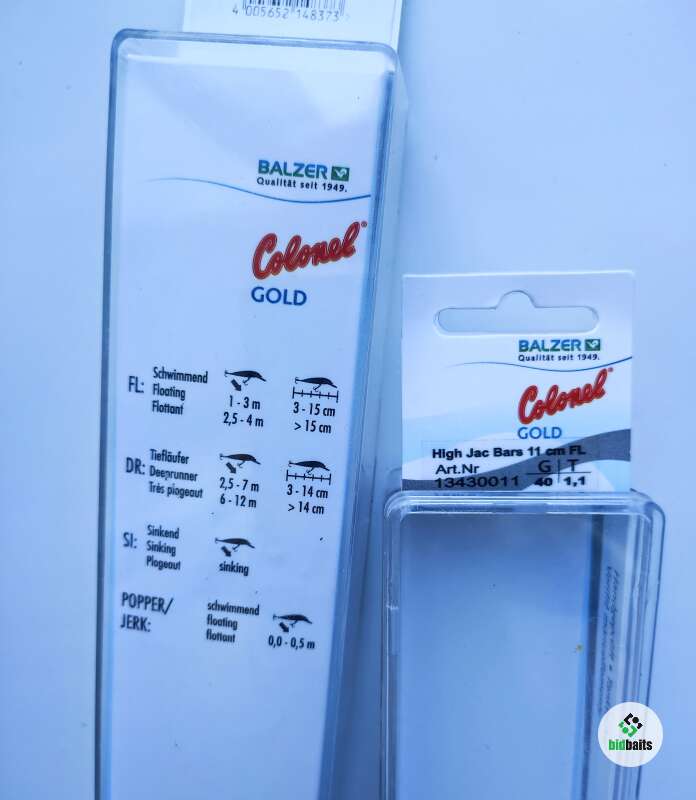 4 005652 148373
BALZER
Qualität seit 1949.
Colonel
GOLD
FL:
Schwimmend
Floating
Flottant
1 - 3 m
2,5 - 4 m
3 - 15 cm
> 15 cm
DR:
Tiefläufer
Deeprunner
Très plogeaut
2,5 - 7 m
6 - 12 m
3 - 14 cm
> 14 cm
SI:
Sinkend
Sinking
Plogeaut
sinking
POPPER/
JERK:
schwimmend
floating
flottant
0,0 - 0,5 m
BALZER
Qualität seit 1949.
Colonel
GOLD
High Jac Bars 11 cm FL
Art.Nr G T
13430011 40 1,1
bidbaits